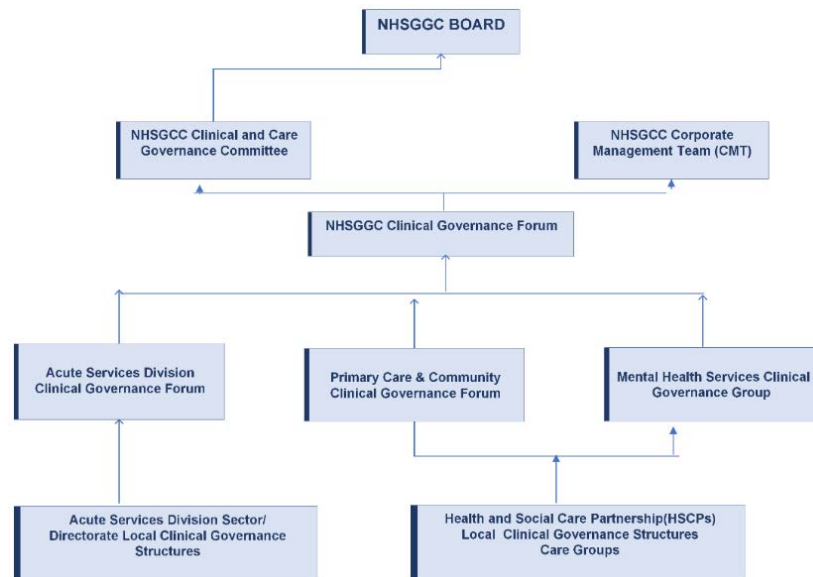 NHSGGC BOARD
NHSGCC Clinical and Care
Governance Committee
NHSGCC Corporate
Management Team (CMT)
NHSGGC Clinical Governance Forum
Acute Services Division
Clinical Governance Forum
Primary Care & Community
Clinical Governance Forum
Mental Health Services Clinical
Governance Group
Acute Services Division Sector/
Directorate Local Clinical Governance
Structures
Health and Social Care Partnership(HSCPs)
Local Clinical Governance Structures
Care Groups